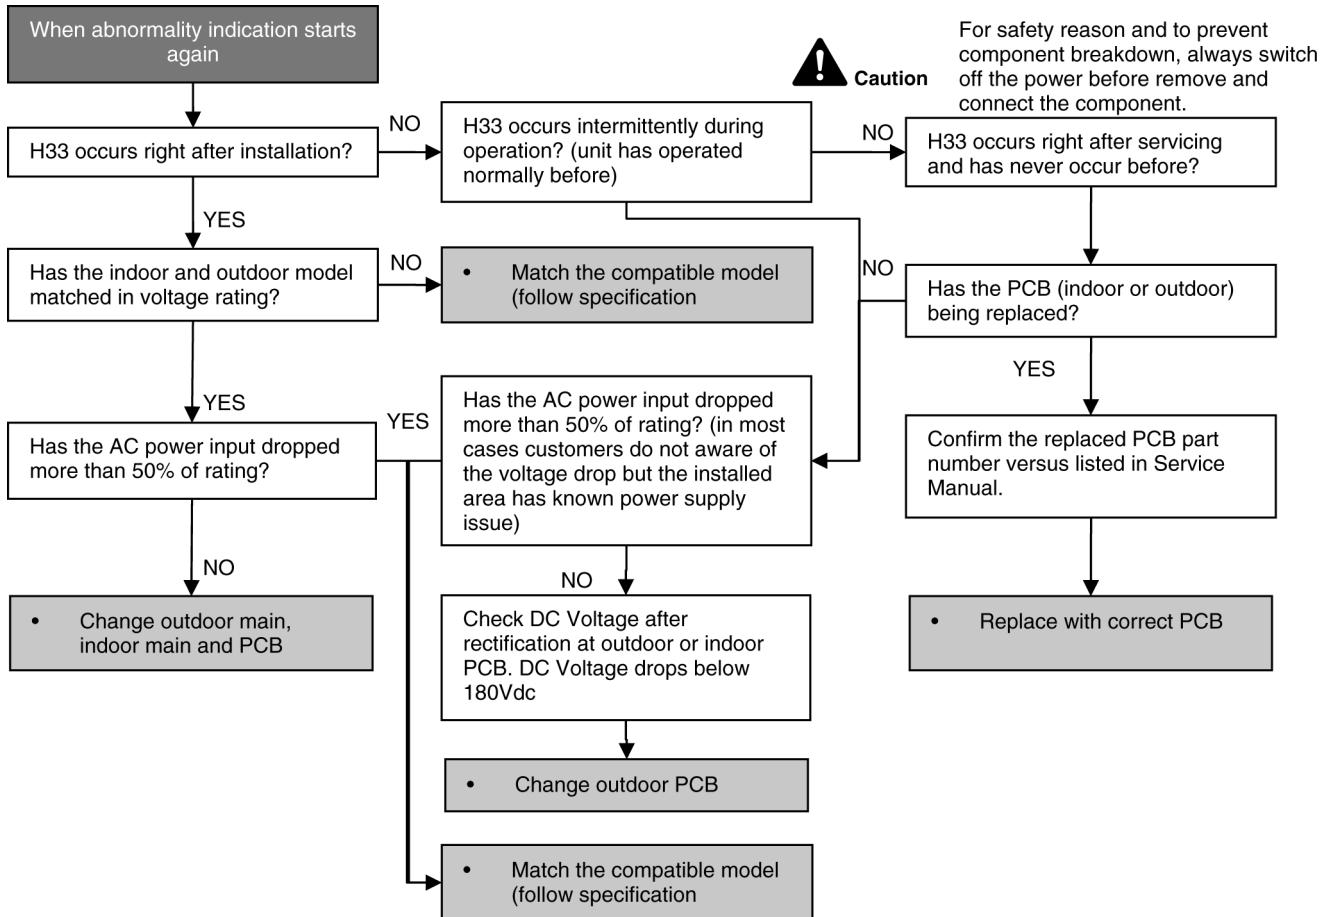 When abnormality indication starts
again
Caution
For safety reason and to prevent
component breakdown, always switch
off the power before remove and
connect the component.
H33 occurs right after installation?
NO
H33 occurs intermittently during
operation? (unit has operated
normally before)
NO
H33 occurs right after servicing
and has never occur before?
YES
Has the indoor and outdoor model
matched in voltage rating?
NO
• Match the compatible model
(follow specification
NO
Has the PCB (indoor or outdoor)
being replaced?
YES
YES
Has the AC power input dropped
more than 50% of rating?
YES
Has the AC power input dropped
more than 50% of rating? (in most
cases customers do not aware of
the voltage drop but the installed
area has known power supply
issue)
Confirm the replaced PCB part
number versus listed in Service
Manual.
NO
• Change outdoor main,
indoor main and PCB
NO
Check DC Voltage after
rectification at outdoor or indoor
PCB. DC Voltage drops below
180Vdc
• Replace with correct PCB
• Change outdoor PCB
• Match the compatible model
(follow specification